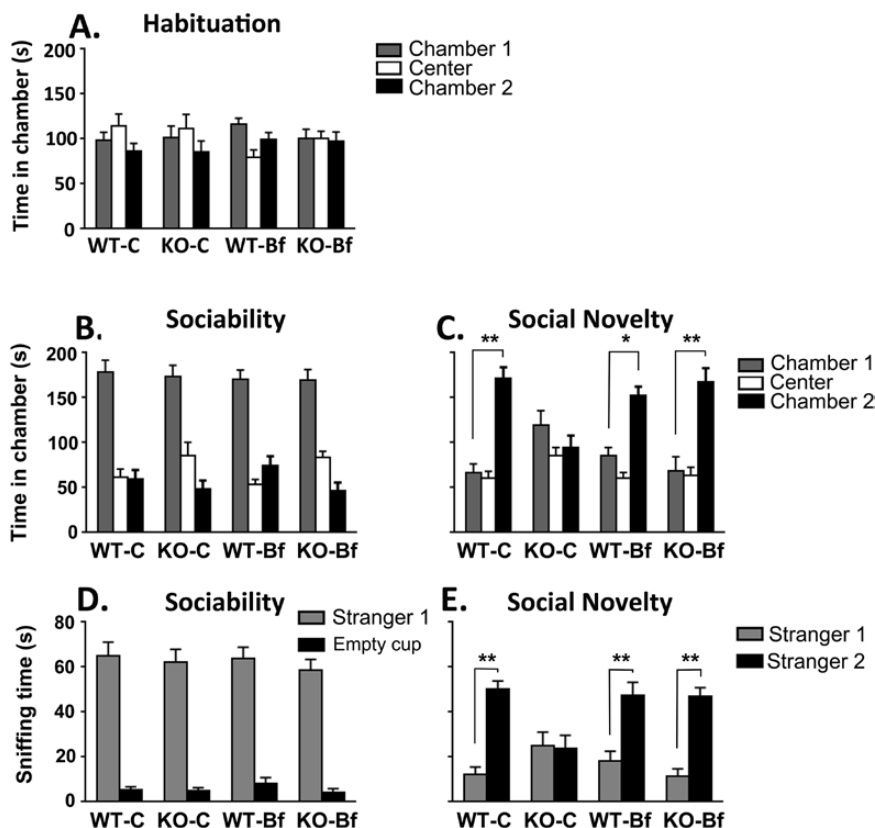 A. Habituation
Time in chamber (s)
200
150
100
50
0
WT-C KO-C WT-Bf KO-Bf
Chamber 1
Center
Chamber 2
B. Sociability
Time in chamber (s)
200
150
100
50
0
WT-C KO-C WT-Bf KO-Bf
C. Social Novelty
** * **
WT-C KO-C WT-Bf KO-Bf
Chamber 1
Center
Chamber 2
D. Sociability
Sniffing time (s)
80
60
40
20
0
Stranger 1
Empty cup
WT-C KO-C WT-Bf KO-Bf
E. Social Novelty
** ** **
Stranger 1
Stranger 2
WT-C KO-C WT-Bf KO-Bf